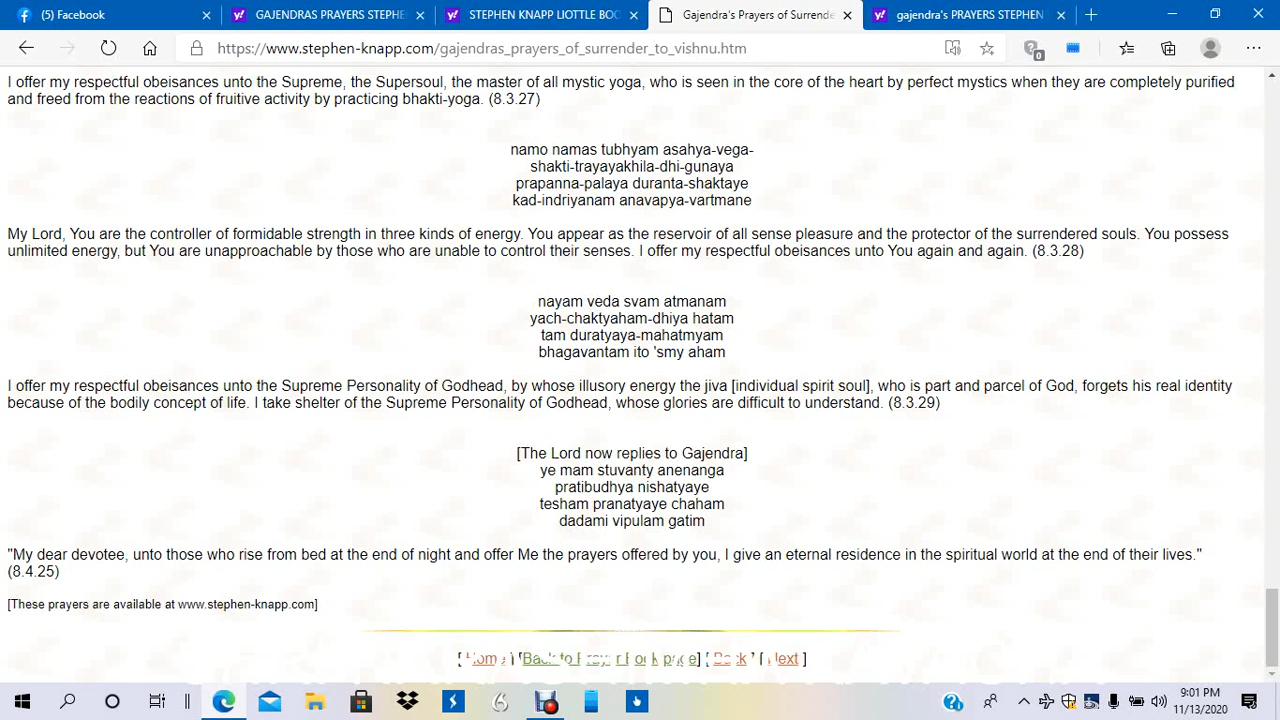 (5) Facebook
GAJENDRAS PRAYERS STEPHE
STEPHEN KNAPP LIOTTLE BOO
Gajendra's Prayers of Surrende
gajendra's PRAYERS STEPHEN
https://www.stephen-knapp.com/gajendras_prayers_of_surrender_to_vishnu.htm
0
I offer my respectful obeisances unto the Supreme, the Supersoul, the master of all mystic yoga, who is seen in the core of the heart by perfect mystics when they are completely purified
and freed from the reactions of fruitive activity by practicing bhakti-yoga. (8.3.27)
namo namas tubhyam asahya-vega-
shakti-trayayakhila-dhi-gunaya
prapanna-palaya duranta-shaktaye
kad-indriyanam anavapya-vartmane
My Lord, You are the controller of formidable strength in three kinds of energy. You appear as the reservoir of all sense pleasure and the protector of the surrendered souls. You possess
unlimited energy, but You are unapproachable by those who are unable to control their senses. I offer my respectful obeisances unto You again and again. (8.3.28)
nayam veda svam atmanam
yach-chaktyaham-dhiya hatam
tam duratyaya-mahatmyam
bhagavantam ito 'smy aham
I offer my respectful obeisances unto the Supreme Personality of Godhead, by whose illusory energy the jiva [individual spirit soul], who is part and parcel of God, forgets his real identity
because of the bodily concept of life. I take shelter of the Supreme Personality of Godhead, whose glories are difficult to understand. (8.3.29)
[The Lord now replies to Gajendra]
ye mam stuvanty anenanga
pratibudhya nishatyaye
tesham pranatyaye chaham
dadami vipulam gatim
"My dear devotee, unto those who rise from bed at the end of night and offer Me the prayers offered by you, I give an eternal residence in the spiritual world at the end of their lives."
(8.4.25)
[These prayers are available at www.stephen-knapp.com]
[ Home ] [Back to Prayer Book page] [ Back ] [ Next ]
9:01 PM
11/13/2020